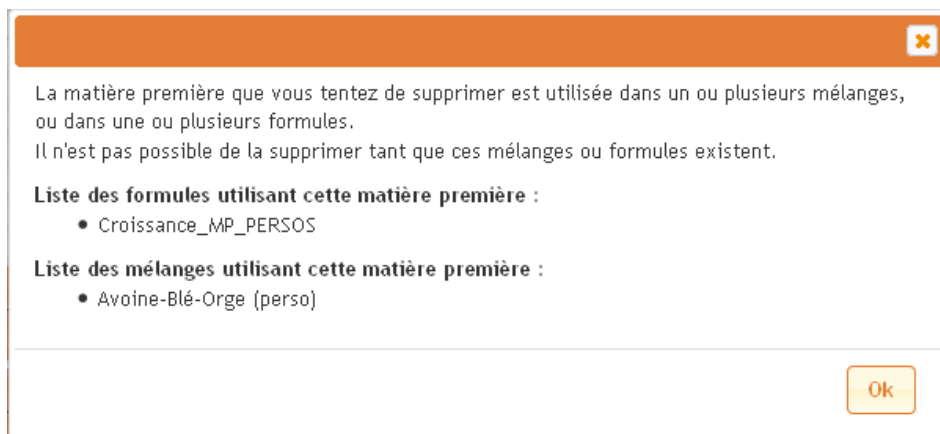 La matière première que vous tentez de supprimer est utilisée dans un ou plusieurs mélanges,
ou dans une ou plusieurs formules.
Il n'est pas possible de la supprimer tant que ces mélanges ou formules existent.
Liste des formules utilisant cette matière première :
• Croissance_MP_PERSOS
Liste des mélanges utilisant cette matière première :
• Avoine-Blé-Orge (perso)
Ok